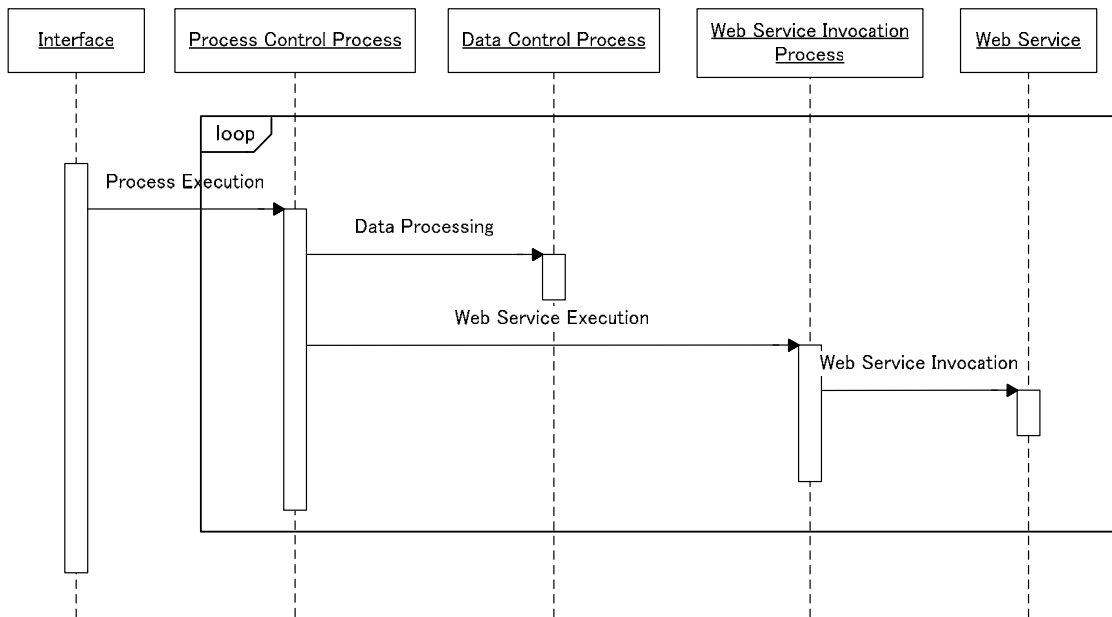 Interface
Process Control Process
Data Control Process
Web Service Invocation
Process
Web Service
loop
Process Execution
Data Processing
Web Service Execution
Web Service Invocation